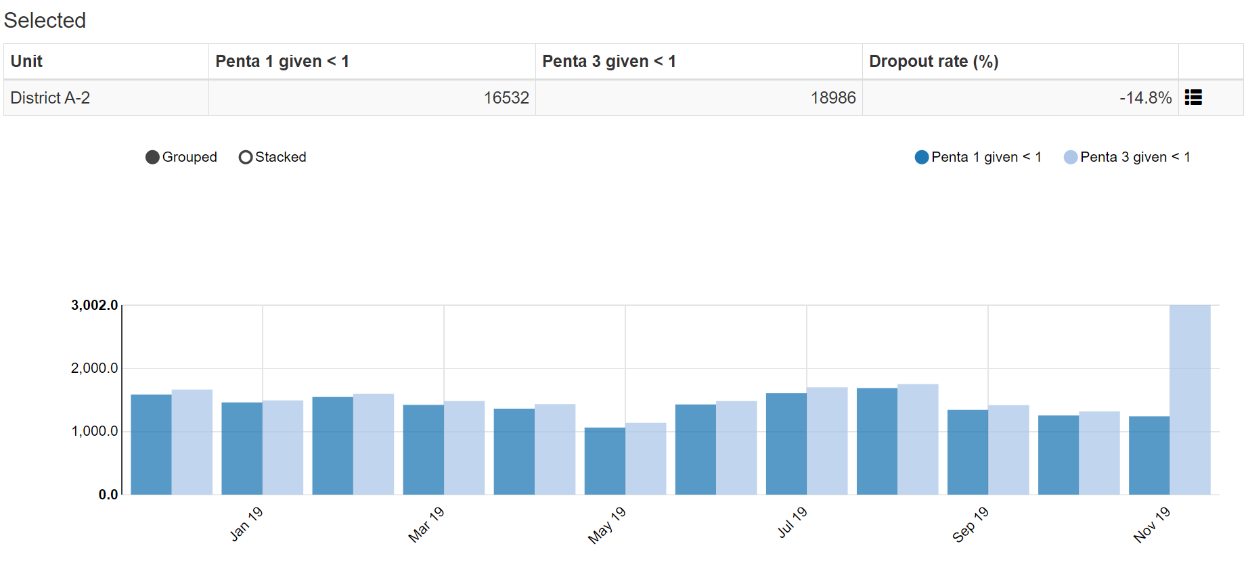 Selected
Unit Penta 1 given < 1 Penta 3 given < 1 Dropout rate (%)
District A-2 16532 18986 -14.8%
Grouped Stacked Penta 1 given < 1 Penta 3 given < 1
3,002.0
2,000.0
1,000.0
0.0
Jan 19 Mar 19 May 19 Jul 19 Sep 19 Nov 19